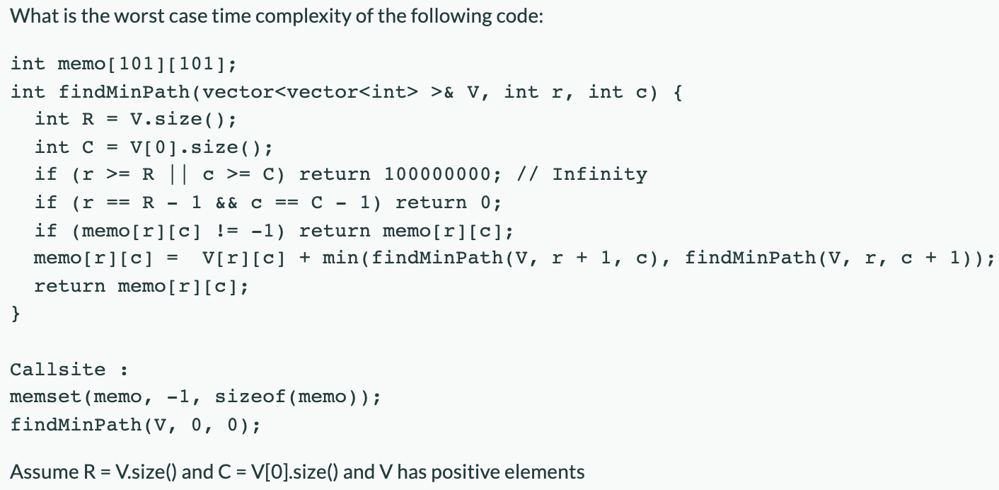 What is the worst case time complexity of the following code:
int memo[101][101];
int findMinPath(vector<vector<int> >& V, int r, int c) {
  int R = V.size();
  int C = V[0].size();
  if (r >= R || c >= C) return 100000000; // Infinity
  if (r == R - 1 && c == C - 1) return 0;
  if (memo[r][c] != -1) return memo[r][c];
  memo[r][c] =  V[r][c] + min(findMinPath(V, r + 1, c), findMinPath(V, r, c + 1));
  return memo[r][c];
}
Callsite :
memset(memo, -1, sizeof(memo));
findMinPath(V, 0, 0);
Assume R = V.size() and C = V[0].size() and V has positive elements